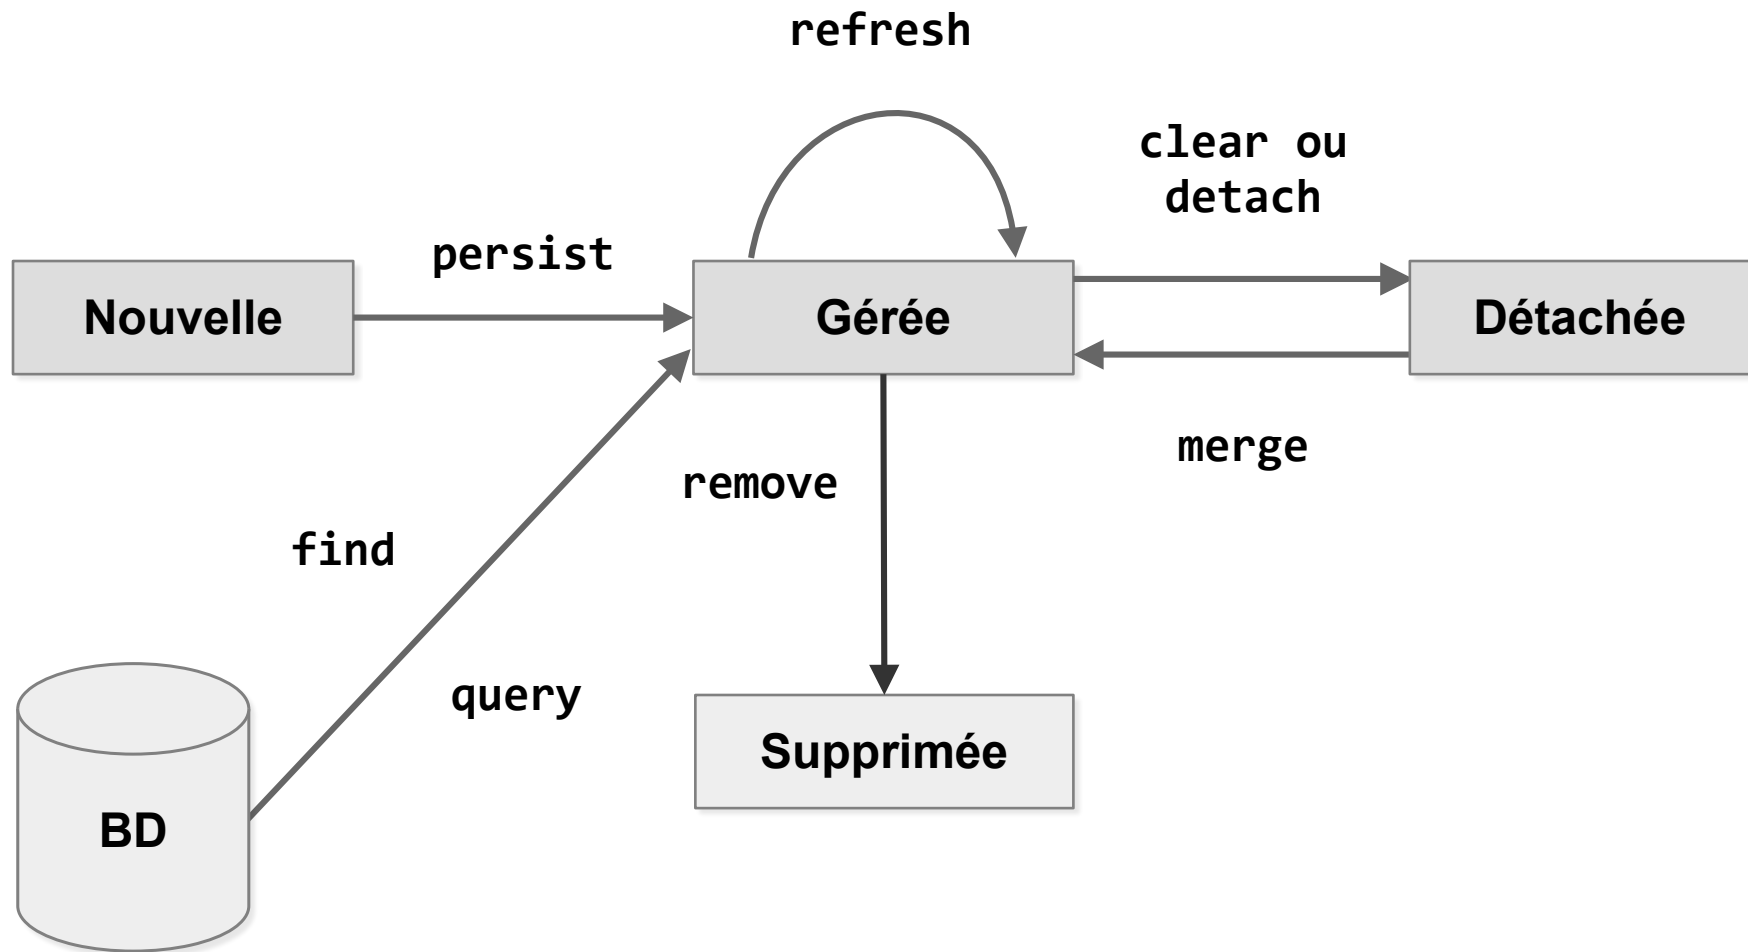 refresh
clear ou
detach
persist
Nouvelle
Gérée
Détachée
merge
remove
find
query
Supprimée
BD